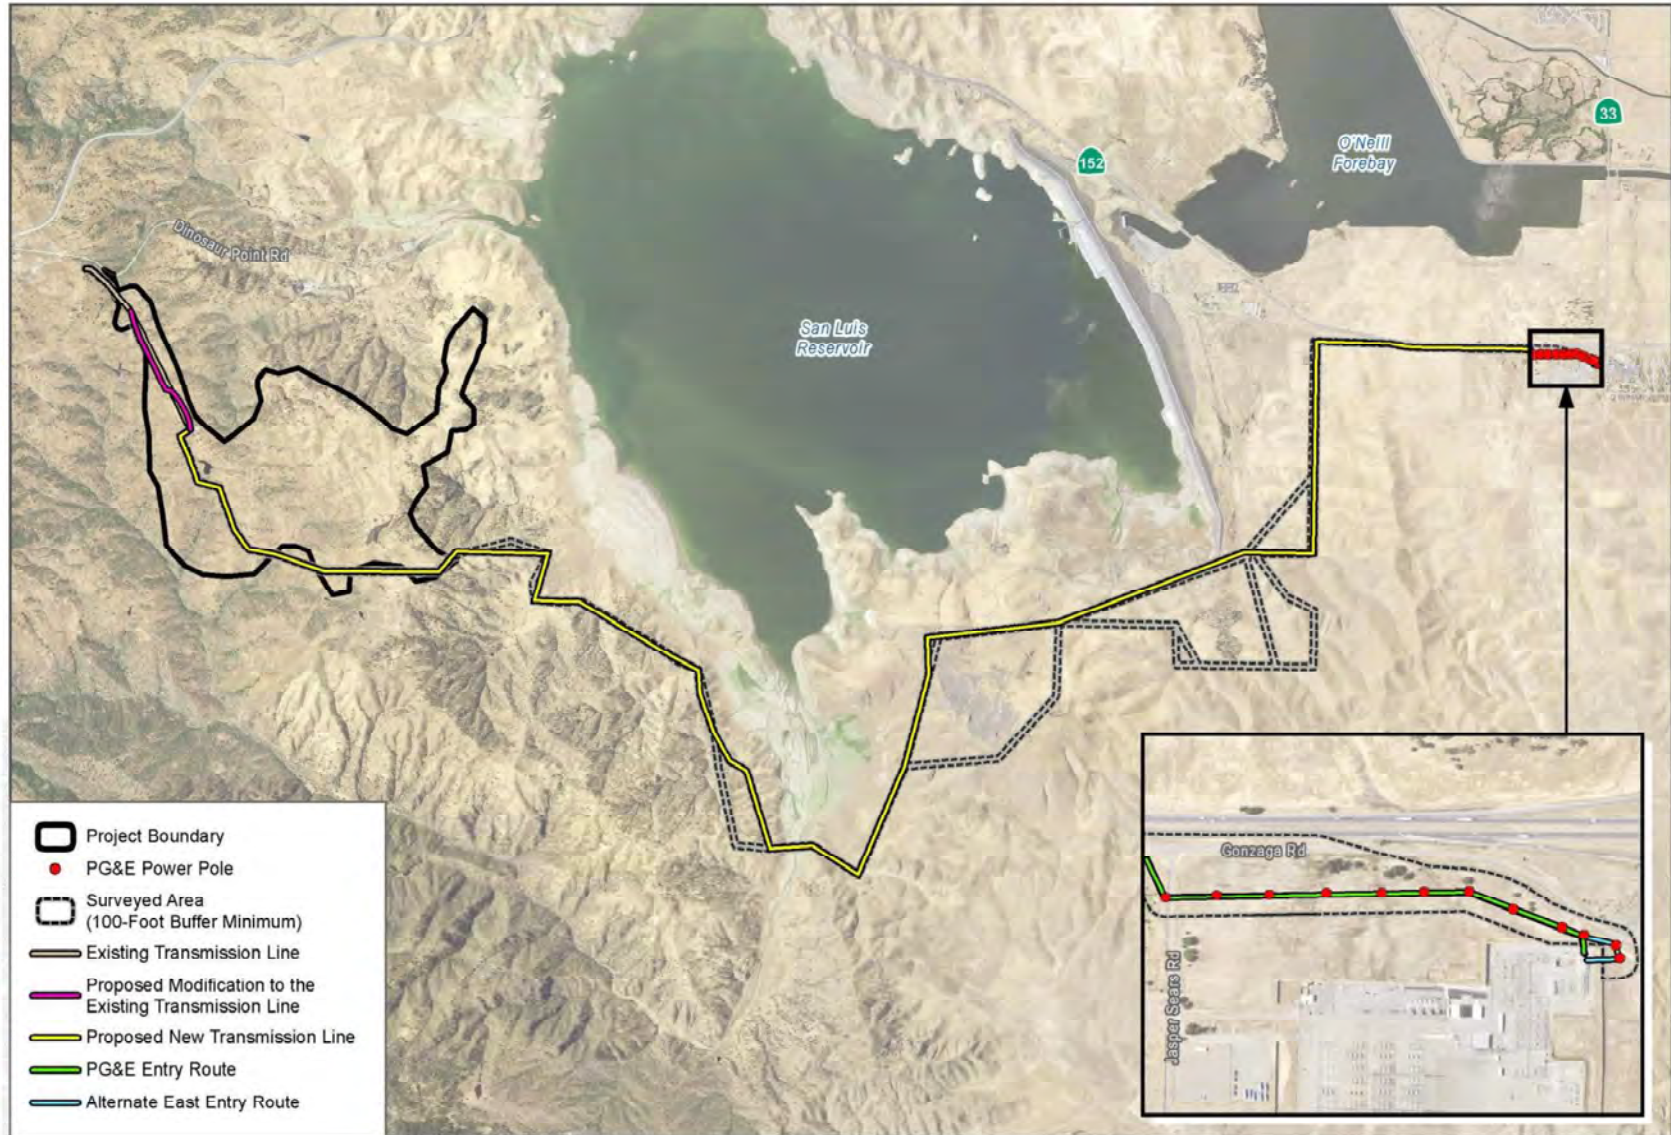 33
O'Neill
Forebay
152
Dinosaur Point Rd
San Luis
Reservoir
Project Boundary
PG&E Power Pole
Surveyed Area
(100-Foot Buffer Minimum)
Existing Transmission Line
Proposed Modification to the
Existing Transmission Line
Proposed New Transmission Line
PG&E Entry Route
Alternate East Entry Route
Gonzaga Rd
Jasper Sears Rd